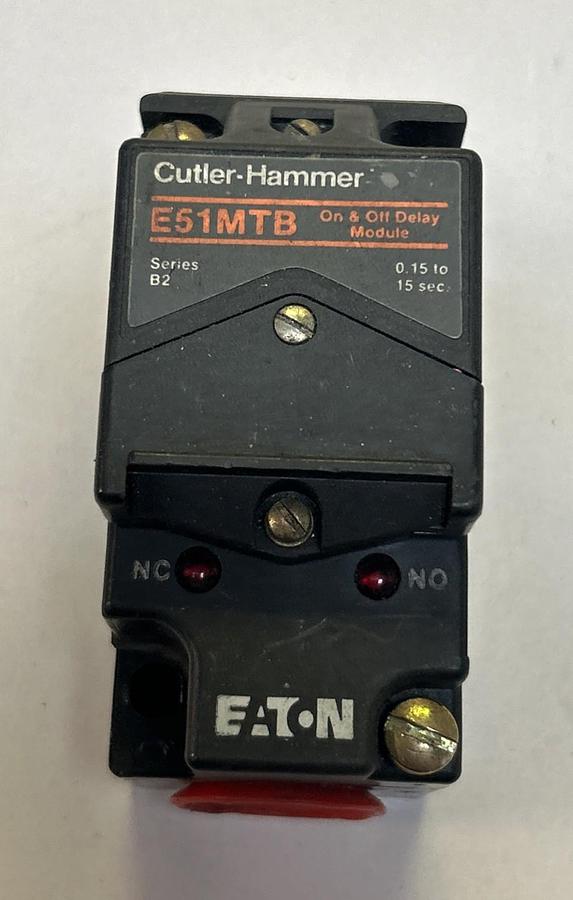 Cutler-Hammer
E51MTB On & Off Delay
Module
Series 0.15 to
B2 15 sec.
NC NO
EATON